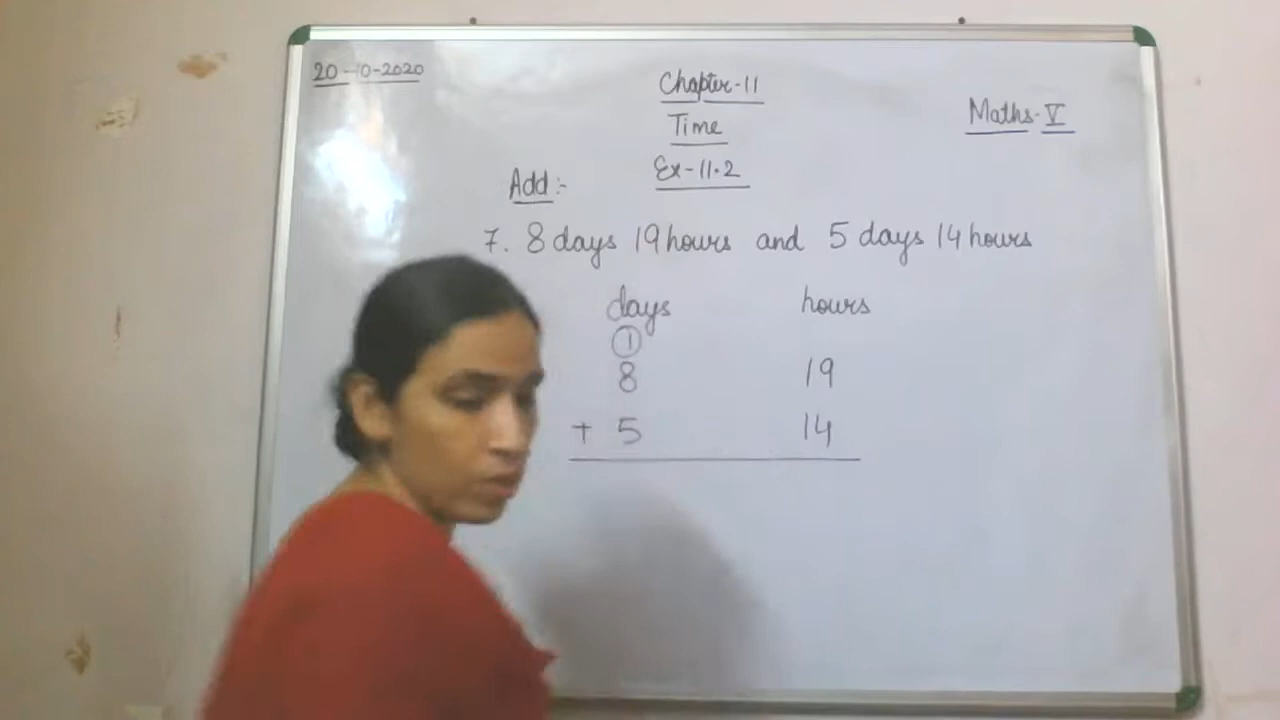 20-10-2020
Chapter-11
Maths-V
Time
Ex-11.2
Add:-
7. 8 days 19 hours and 5 days 14 hours
days hours
1
8 19
+ 5 14